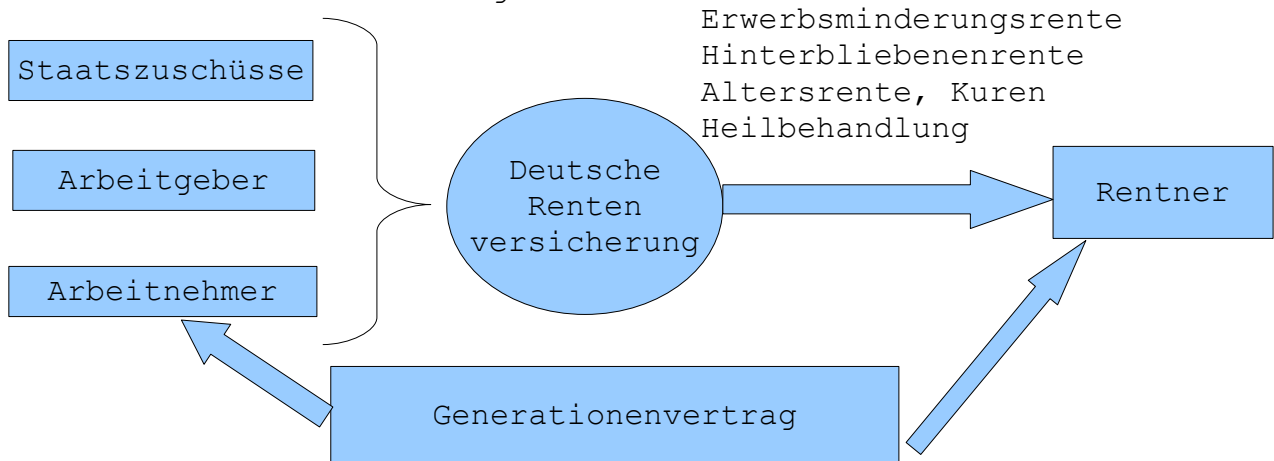 Erwerbsminderungsrente
Hinterbliebenenrente
Altersrente, Kuren
Heilbehandlung
Staatszuschüsse
Arbeitgeber
Arbeitnehmer
Deutsche
Renten
versicherung
Rentner
Generationenvertrag